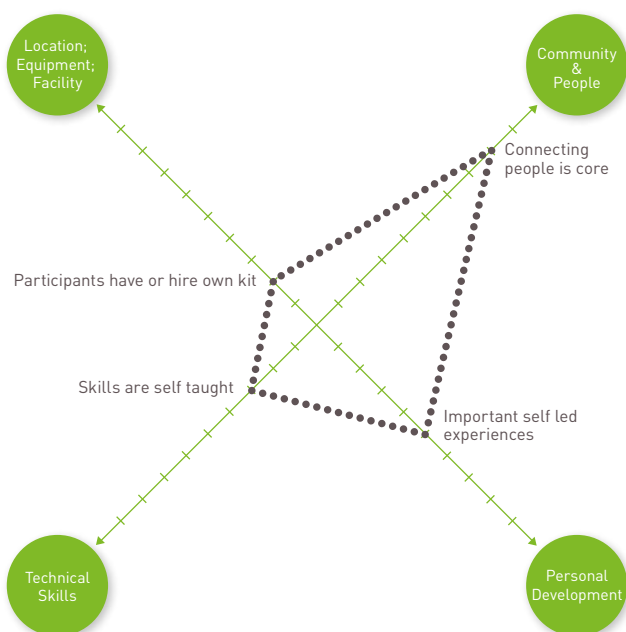 Location;
Equipment;
Facility
Community
&
People
Connecting
people is core
Participants have or hire own kit
Skills are self taught
Important self led
experiences
Technical
Skills
Personal
Development